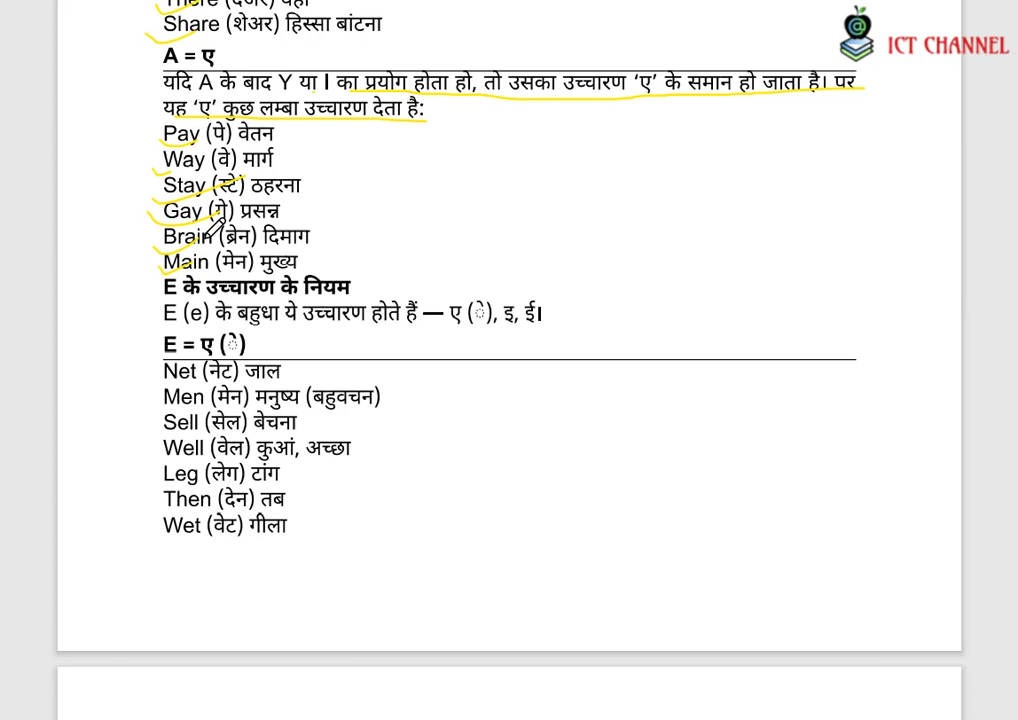 Share (शेअर) हिस्सा बांटना
ICT CHANNEL
A = ए
यदि A के बाद Y या I का प्रयोग होता हो, तो उसका उच्चारण ‘ए’ के समान हो जाता है। पर
यह ‘ए’ कुछ लम्बा उच्चारण देता है:
Pay (पे) वेतन
Way (वे) मार्ग
Stay (स्टे) ठहरना
Gay (गे) प्रसन्न
Brain (ब्रेन) दिमाग
Main (मेन) मुख्य
E के उच्चारण के नियम
E (e) के बहुधा ये उच्चारण होते हैं — ए (े), इ, ई।
E = ए (े)
Net (नेट) जाल
Men (मेन) मनुष्य (बहुवचन)
Sell (सेल) बेचना
Well (वेल) कुआं, अच्छा
Leg (लेग) टांग
Then (देन) तब
Wet (वेट) गीला